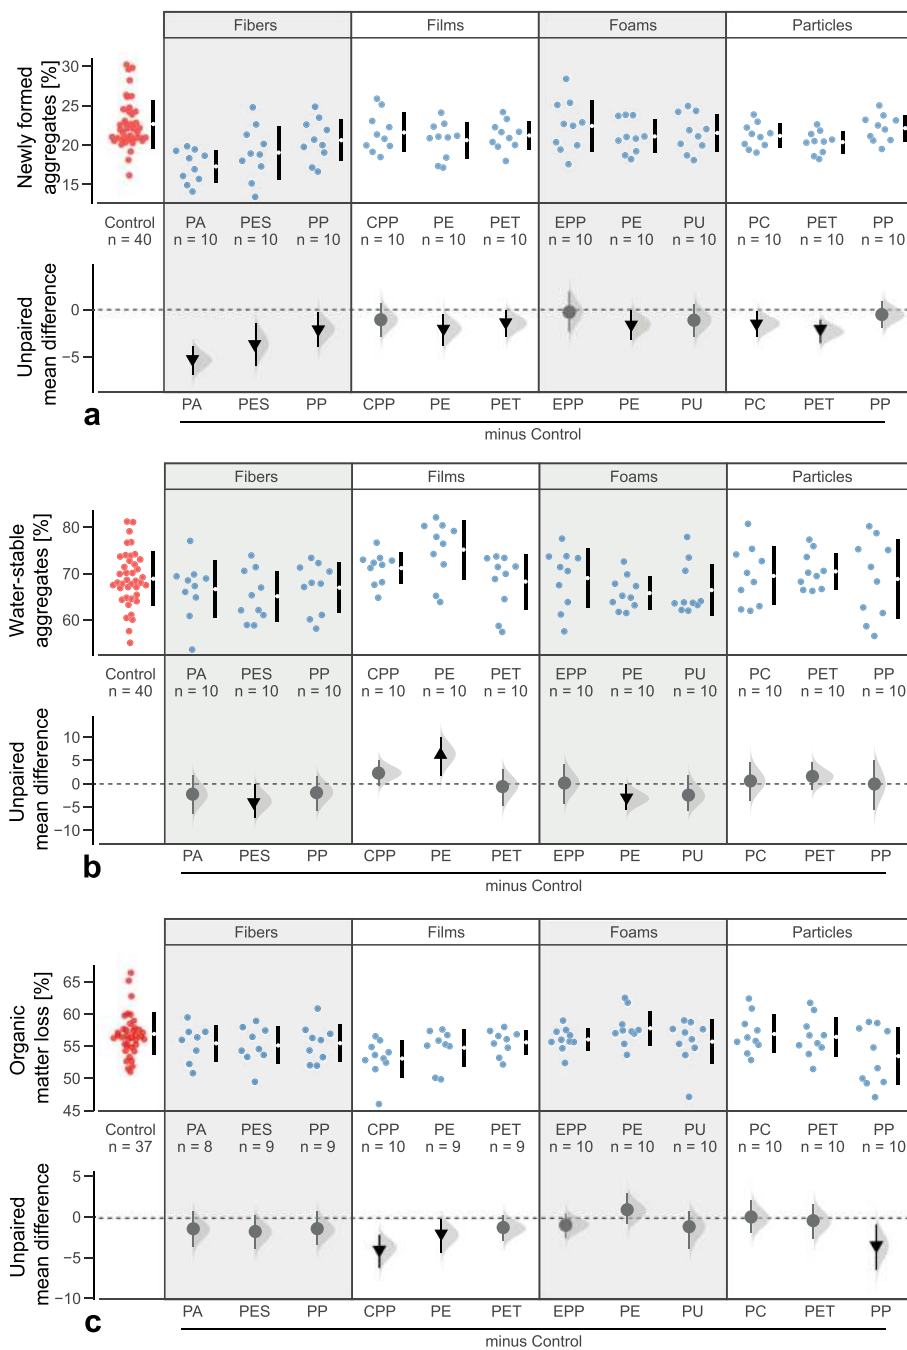 Fibers Films Foams Particles
Newly formed
aggregates [%]
30
25
20
15
Control PA PES PP CPP PE PET EPP PE PU PC PET PP
n = 40 n = 10 n = 10 n = 10 n = 10 n = 10 n = 10 n = 10 n = 10 n = 10 n = 10 n = 10 n = 10
Unpaired
mean difference
0
−5
PA PES PP CPP PE PET EPP PE PU PC PET PP
a
minus Control
Fibers Films Foams Particles
Water-stable
aggregates [%]
80
70
60
Control PA PES PP CPP PE PET EPP PE PU PC PET PP
n = 40 n = 10 n = 10 n = 10 n = 10 n = 10 n = 10 n = 10 n = 10 n = 10 n = 10 n = 10 n = 10
Unpaired
mean difference
10
5
0
−5
−10
PA PES PP CPP PE PET EPP PE PU PC PET PP
b
minus Control
Fibers Films Foams Particles
Organic
matter loss [%]
65
60
55
50
45
Control PA PES PP CPP PE PET EPP PE PU PC PET PP
n = 37 n = 8 n = 9 n = 9 n = 10 n = 9 n = 9 n = 10 n = 10 n = 10 n = 10 n = 10 n = 10
Unpaired
mean difference
5
0
−5
−10
PA PES PP CPP PE PET EPP PE PU PC PET PP
c
minus Control